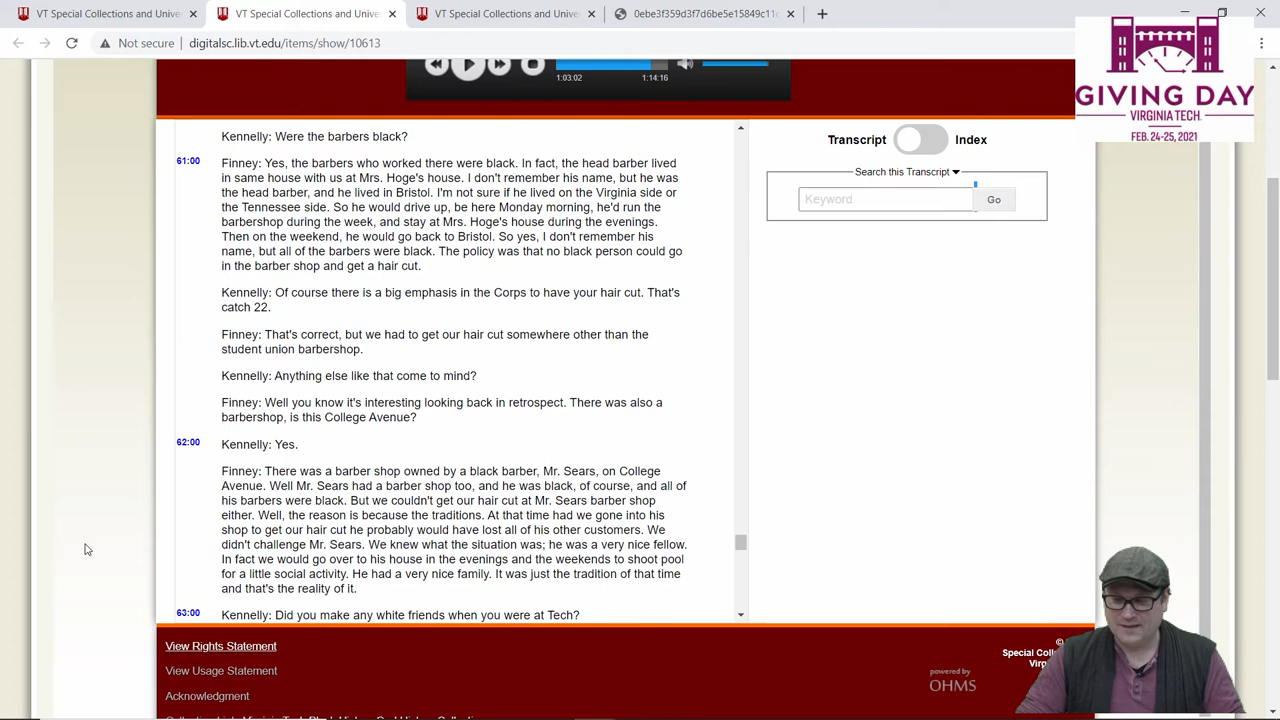 VT Special Collections and Unive
VT Special Collections and Unive
VT Special Collections and Unive
0ebe3f359d3f7d6be5e15849c11
Not secure
digitalsc.lib.vt.edu/items/show/10613
GIVING DAY
VIRGINIA TECH
FEB. 24-25, 2021
1:03:02
1:14:16
Kennelly: Were the barbers black?
61:00
Finney: Yes, the barbers who worked there were black. In fact, the head barber lived
in same house with us at Mrs. Hoge's house. I don't remember his name, but he was
the head barber, and he lived in Bristol. I'm not sure if he lived on the Virginia side or
the Tennessee side. So he would drive up, be here Monday morning, he'd run the
barbershop during the week, and stay at Mrs. Hoge's house during the evenings.
Then on the weekend, he would go back to Bristol. So yes, I don't remember his
name, but all of the barbers were black. The policy was that no black person could go
in the barber shop and get a hair cut.
Kennelly: Of course there is a big emphasis in the Corps to have your hair cut. That's
catch 22.
Finney: That's correct, but we had to get our hair cut somewhere other than the
student union barbershop.
Kennelly: Anything else like that come to mind?
Finney: Well you know it's interesting looking back in retrospect. There was also a
barbershop, is this College Avenue?
62:00
Kennelly: Yes.
Finney: There was a barber shop owned by a black barber, Mr. Sears, on College
Avenue. Well Mr. Sears had a barber shop too, and he was black, of course, and all of
his barbers were black. But we couldn't get our hair cut at Mr. Sears barber shop
either. Well, the reason is because the traditions. At that time had we gone into his
shop to get our hair cut he probably would have lost all of his other customers. We
didn't challenge Mr. Sears. We knew what the situation was; he was a very nice fellow.
In fact we would go over to his house in the evenings and the weekends to shoot pool
for a little social activity. He had a very nice family. It was just the tradition of that time
and that's the reality of it.
63:00
Kennelly: Did you make any white friends when you were at Tech?
Transcript
Index
Search this Transcript
Keyword
Go
View Rights Statement
View Usage Statement
Acknowledgment
©
Special Coll
Virgi
powered by
OHMS